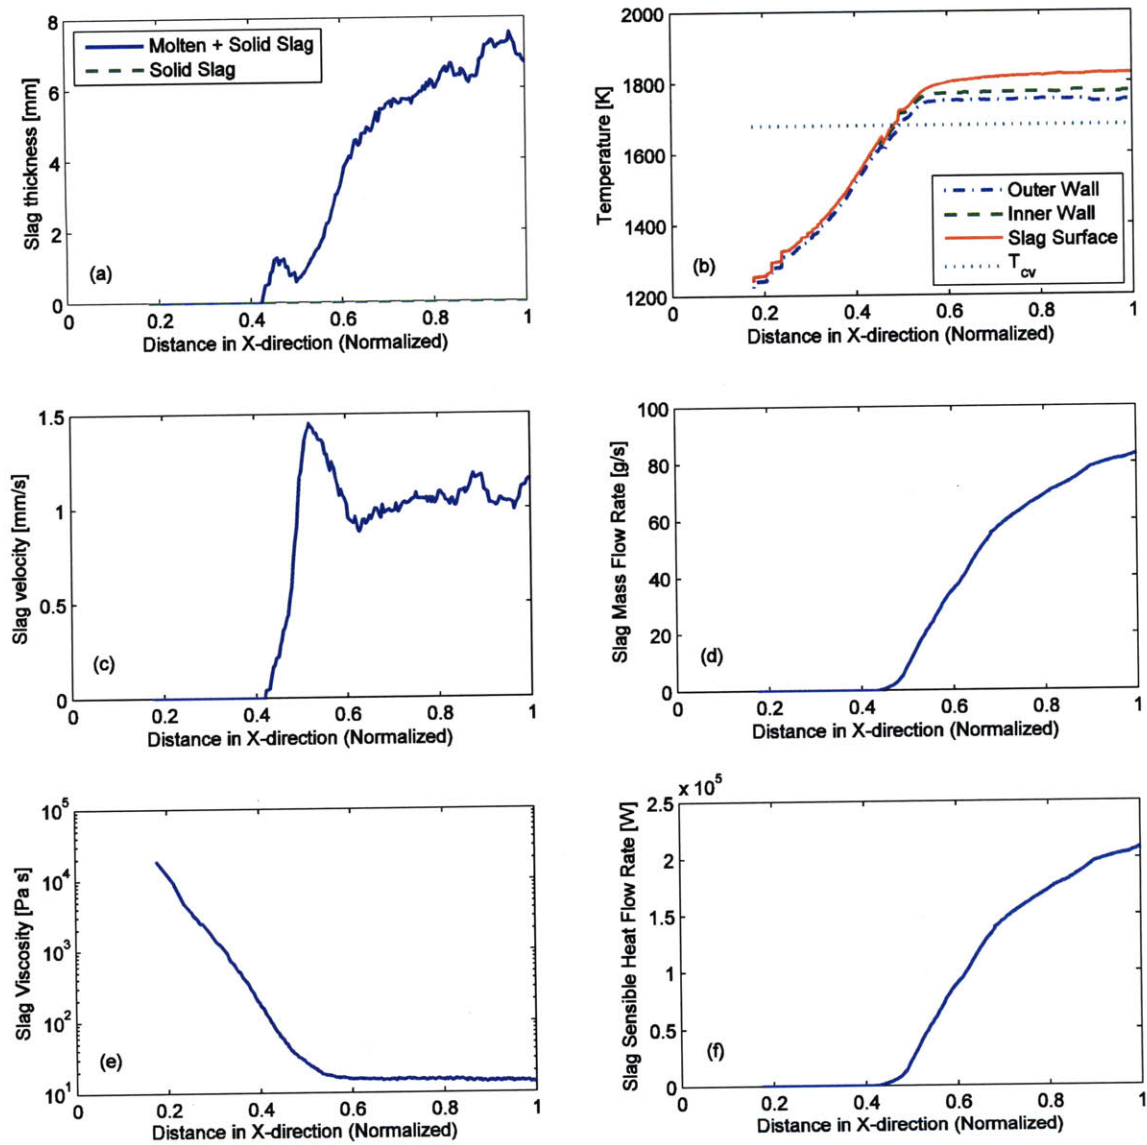 8
6
4
2
0
Slag thickness [mm]
Molten + Solid Slag
Solid Slag
(a)
0 0.2 0.4 0.6 0.8 1
Distance in X-direction (Normalized)
2000
1800
1600
1400
1200
Temperature [K]
Outer Wall
Inner Wall
Slag Surface
T_cv
(b)
0 0.2 0.4 0.6 0.8 1
Distance in X-direction (Normalized)
1.5
1
0.5
0
Slag velocity [mm/s]
(c)
0 0.2 0.4 0.6 0.8 1
Distance in X-direction (Normalized)
100
80
60
40
20
0
Slag Mass Flow Rate [g/s]
(d)
0 0.2 0.4 0.6 0.8 1
Distance in X-direction (Normalized)
10^5
10^4
10^3
10^2
10^1
Slag Viscosity [Pa s]
(e)
0 0.2 0.4 0.6 0.8 1
Distance in X-direction (Normalized)
x 10^5
2.5
2
1.5
1
0.5
0
Slag Sensible Heat Flow Rate [W]
(f)
0 0.2 0.4 0.6 0.8 1
Distance in X-direction (Normalized)